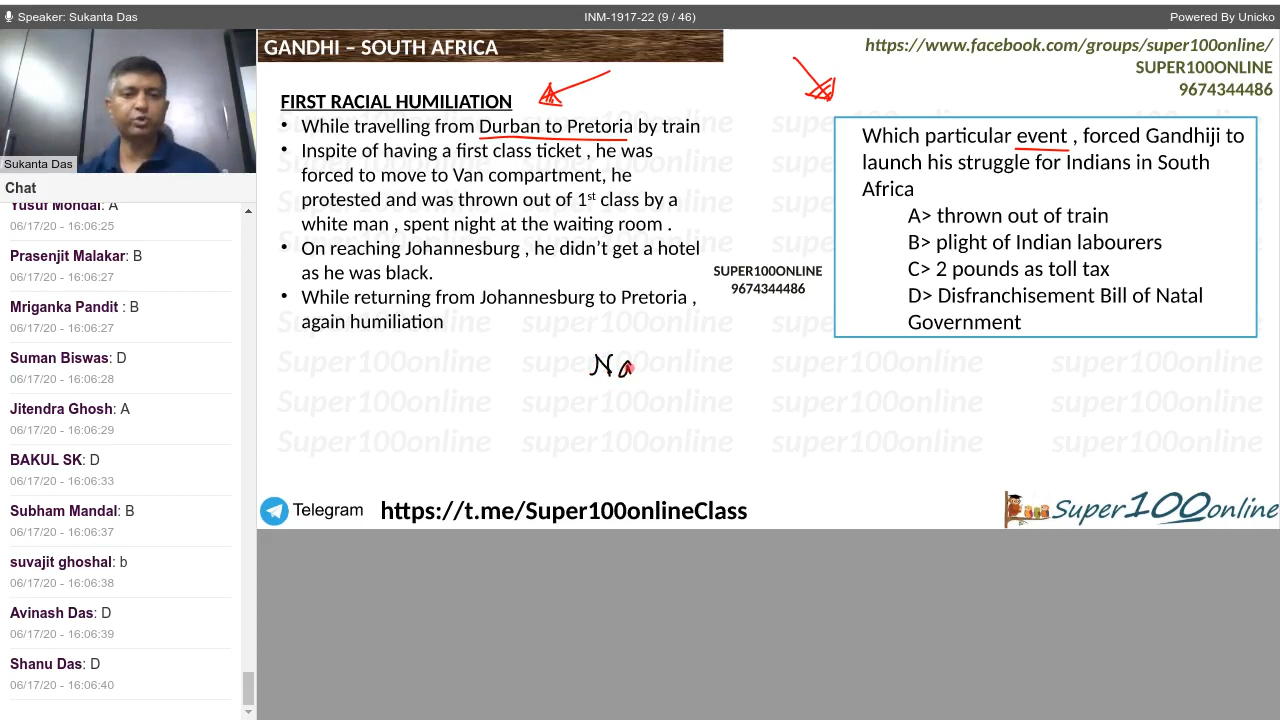 Speaker: Sukanta Das
INM-1917-22 (9 / 46)
Powered By Unicko
Sukanta Das
Chat
Yusuf Mondal: A
06/17/20 - 16:06:25
Prasenjit Malakar: B
06/17/20 - 16:06:27
Mriganka Pandit : B
06/17/20 - 16:06:27
Suman Biswas: D
06/17/20 - 16:06:28
Jitendra Ghosh: A
06/17/20 - 16:06:29
BAKUL SK: D
06/17/20 - 16:06:33
Subham Mandal: B
06/17/20 - 16:06:37
suvajit ghoshal: b
06/17/20 - 16:06:38
Avinash Das: D
06/17/20 - 16:06:39
Shanu Das: D
06/17/20 - 16:06:40
GANDHI – SOUTH AFRICA
https://www.facebook.com/groups/super100online/
SUPER100ONLINE
9674344486
FIRST RACIAL HUMILIATION
• While travelling from Durban to Pretoria by train
• Inspite of having a first class ticket , he was
forced to move to Van compartment, he
protested and was thrown out of 1st class by a
white man , spent night at the waiting room .
• On reaching Johannesburg , he didn’t get a hotel
as he was black.
• While returning from Johannesburg to Pretoria ,
again humiliation
Na
SUPER100ONLINE
9674344486
Which particular event , forced Gandhiji to
launch his struggle for Indians in South
Africa
A> thrown out of train
B> plight of Indian labourers
C> 2 pounds as toll tax
D> Disfranchisement Bill of Natal
Government
Super100online super100online super100online Super100online
Telegram https://t.me/Super100onlineClass
Super100online